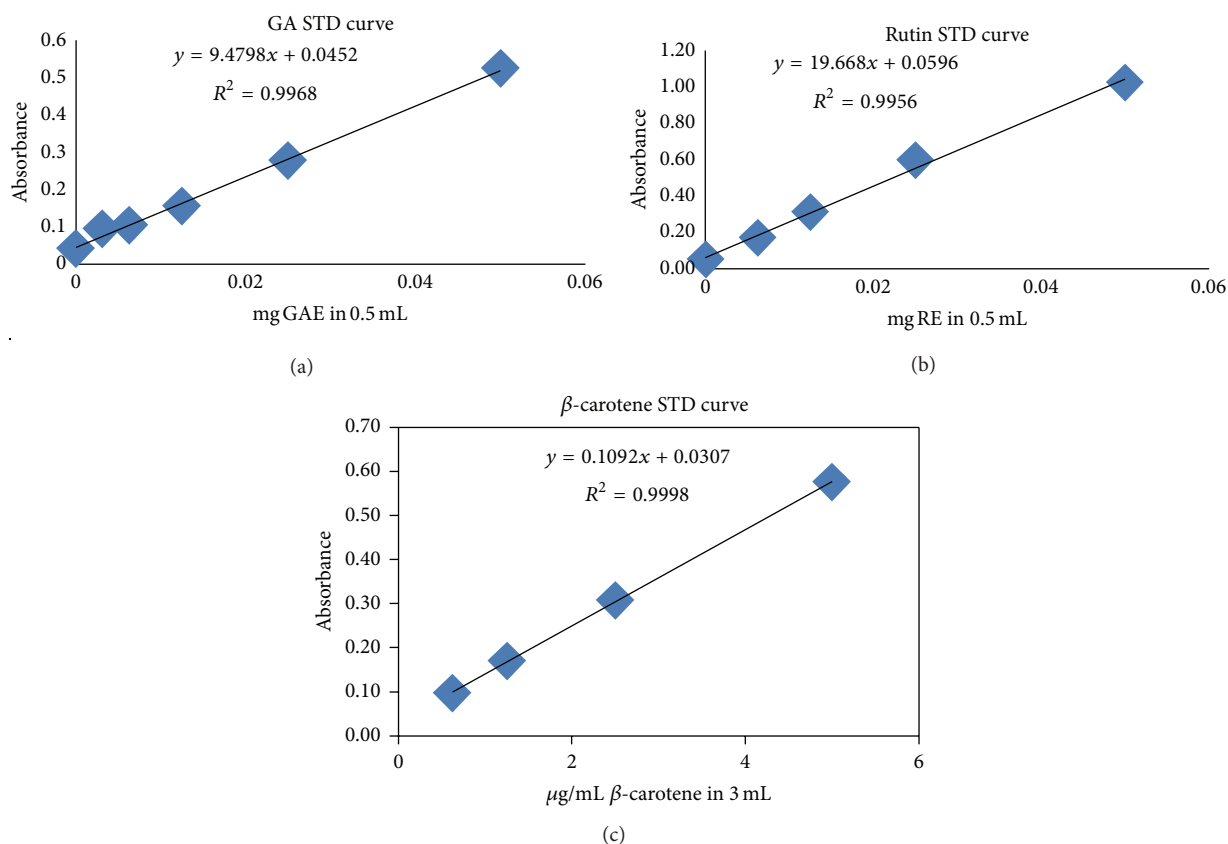 GA STD curve
y = 9.4798x + 0.0452
R² = 0.9968
Absorbance
0.6
0.5
0.4
0.3
0.2
0.1
0
0 0.02 0.04 0.06
mg GAE in 0.5 mL
(a)
Rutin STD curve
y = 19.668x + 0.0596
R² = 0.9956
Absorbance
1.20
1.00
0.80
0.60
0.40
0.20
0.00
0 0.02 0.04 0.06
mg RE in 0.5 mL
(b)
β-carotene STD curve
y = 0.1092x + 0.0307
R² = 0.9998
Absorbance
0.70
0.60
0.50
0.40
0.30
0.20
0.10
0.00
0 2 4 6
μg/mL β-carotene in 3 mL
(c)